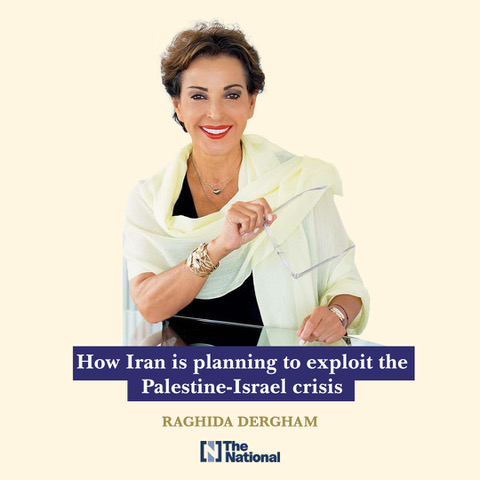 How Iran is planning to exploit the
Palestine-Israel crisis
RAGHIDA DERGHAM
[N] The
National